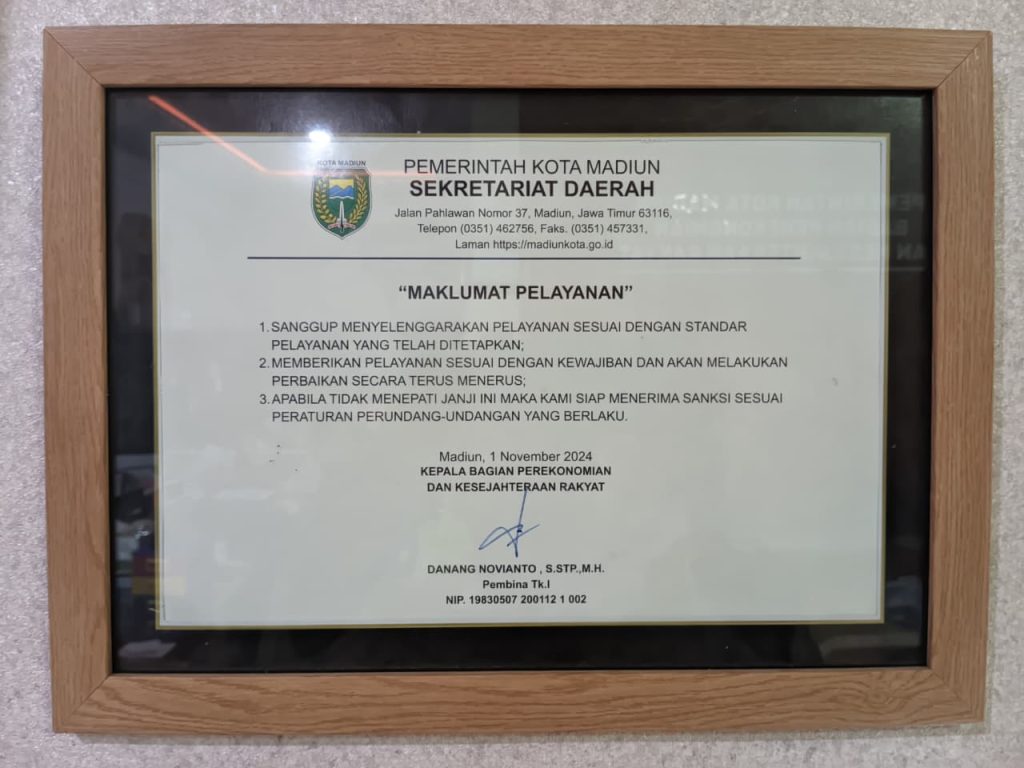 KOTA MADIUN
PEMERINTAH KOTA MADIUN
SEKRETARIAT DAERAH
Jalan Pahlawan Nomor 37, Madiun, Jawa Timur 63116,
Telepon (0351) 462756, Faks. (0351) 457331,
Laman https://madiunkota.go.id
“MAKLUMAT PELAYANAN”
1. SANGGUP MENYELENGGARAKAN PELAYANAN SESUAI DENGAN STANDAR
PELAYANAN YANG TELAH DITETAPKAN;
2. MEMBERIKAN PELAYANAN SESUAI DENGAN KEWAJIBAN DAN AKAN MELAKUKAN
PERBAIKAN SECARA TERUS MENERUS;
3. APABILA TIDAK MENEPATI JANJI INI MAKA KAMI SIAP MENERIMA SANKSI SESUAI
PERATURAN PERUNDANG-UNDANGAN YANG BERLAKU.
Madiun, 1 November 2024
KEPALA BAGIAN PEREKONOMIAN
DAN KESEJAHTERAAN RAKYAT
DANANG NOVIANTO , S.STP.,M.H.
Pembina Tk.I
NIP. 19830507 200112 1 002